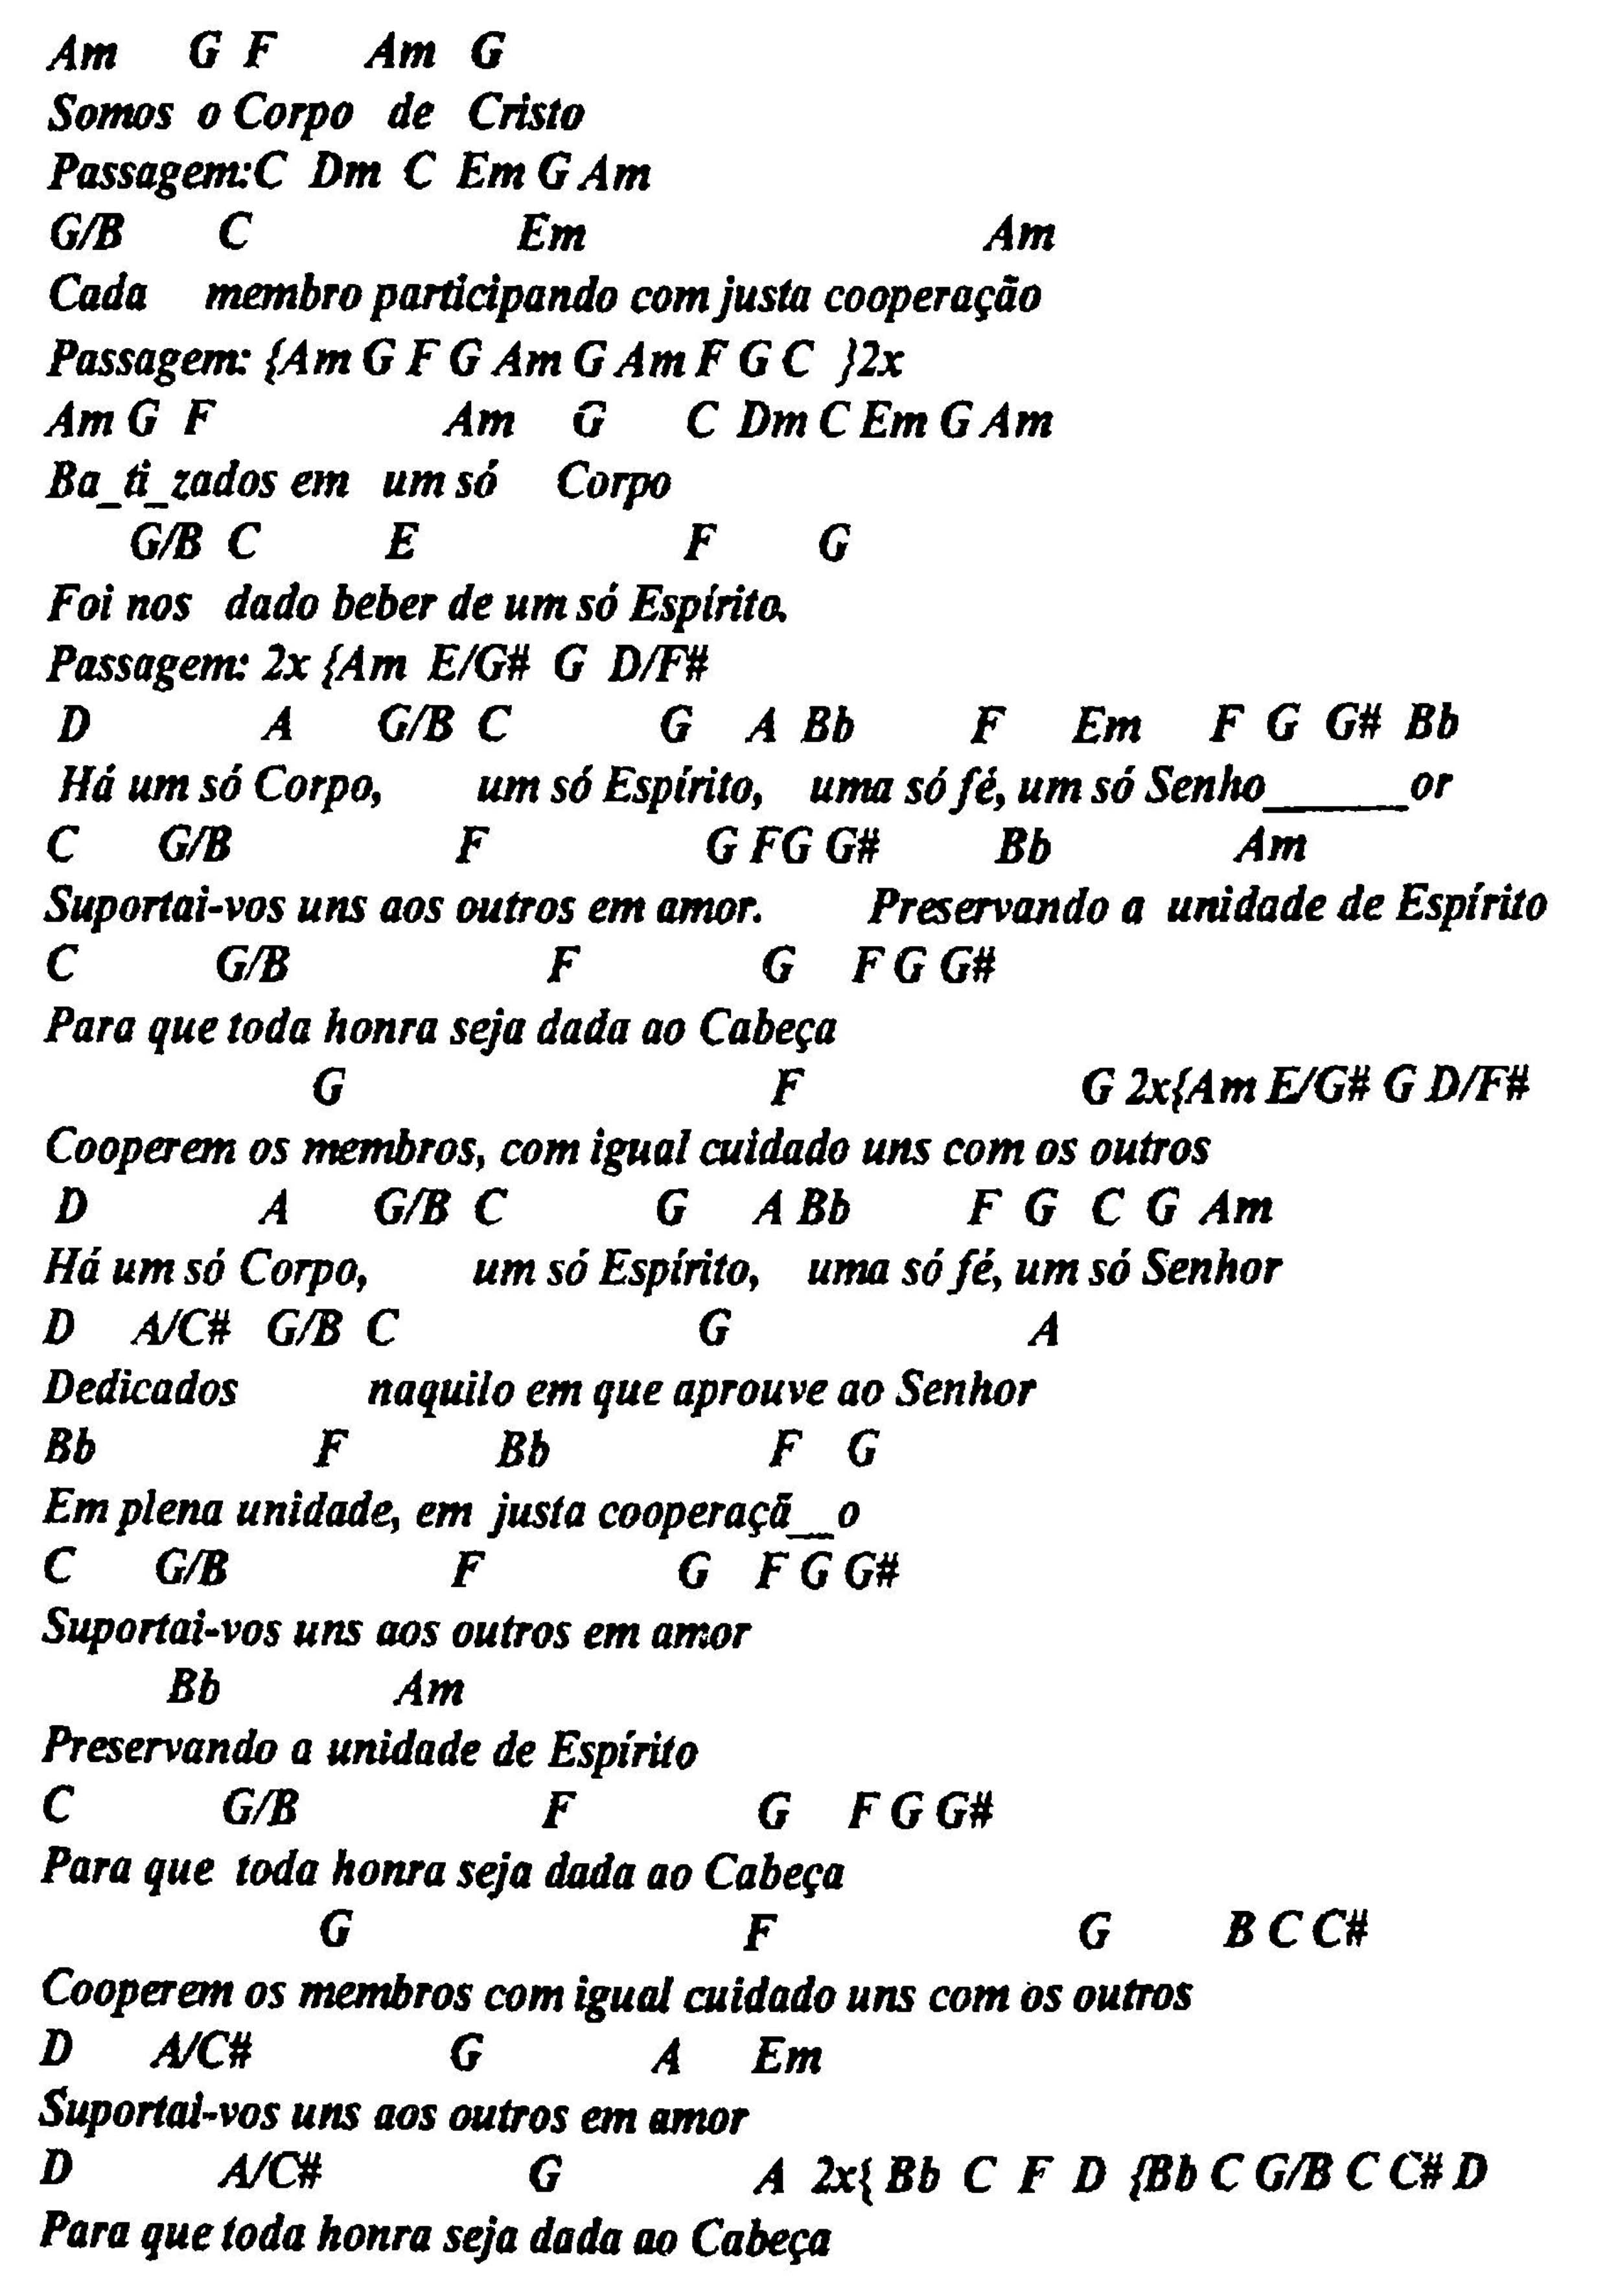 Am G F Am G
Somos o Corpo de Cristo
Passagem:C Dm C Em G Am
G/B C Em Am
Cada membro participando com justa cooperação
Passagem: {Am G F G Am G Am F G C }2x
Am G F Am G C Dm C Em G Am
Ba_ti_zados em um só Corpo
G/B C E F G
Foi nos dado beber de um só Espírito.
Passagem: 2x {Am E/G# G D/F#
D A G/B C G A Bb F Em F G G# Bb
Há um só Corpo, um só Espírito, uma só fé, um só Senho______or
C G/B F G FG G# Bb Am
Suportai-vos uns aos outros em amor. Preservando a unidade de Espírito
C G/B F G F G G#
Para que toda honra seja dada ao Cabeça
G F G 2x{Am E/G# G D/F#
Cooperem os membros, com igual cuidado uns com os outros
D A G/B C G A Bb F G C G Am
Há um só Corpo, um só Espírito, uma só fé, um só Senhor
D A/C# G/B C G A
Dedicados naquilo em que aprouve ao Senhor
Bb F Bb F G
Em plena unidade, em justa cooperaçã__o
C G/B F G F G G#
Suportai-vos uns aos outros em amor
Bb Am
Preservando a unidade de Espírito
C G/B F G F G G#
Para que toda honra seja dada ao Cabeça
G F G B C C#
Cooperem os membros com igual cuidado uns com os outros
D A/C# G A Em
Suportai-vos uns aos outros em amor
D A/C# G A 2x{ Bb C F D {Bb C G/B C C# D
Para que toda honra seja dada ao Cabeça